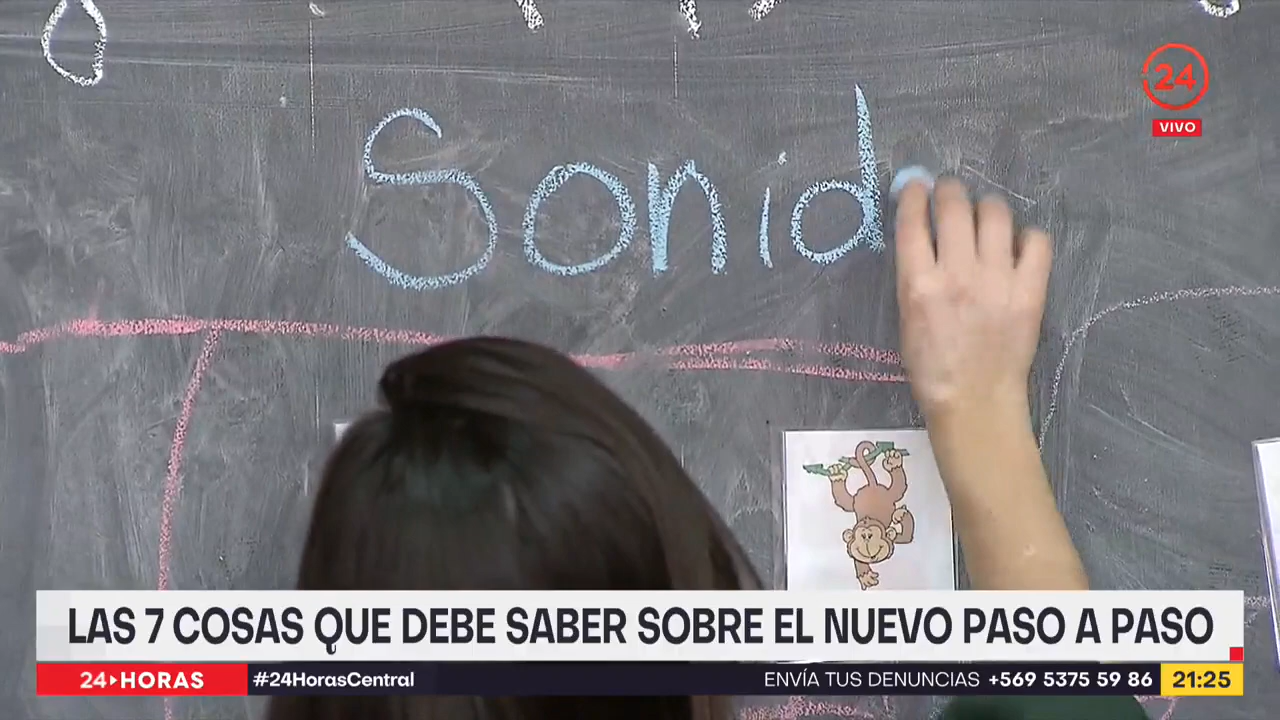 24
VIVO
Sonid
LAS 7 COSAS QUE DEBE SABER SOBRE EL NUEVO PASO A PASO
24 HORAS #24HorasCentral ENVÍA TUS DENUNCIAS +569 5375 59 86 21:25